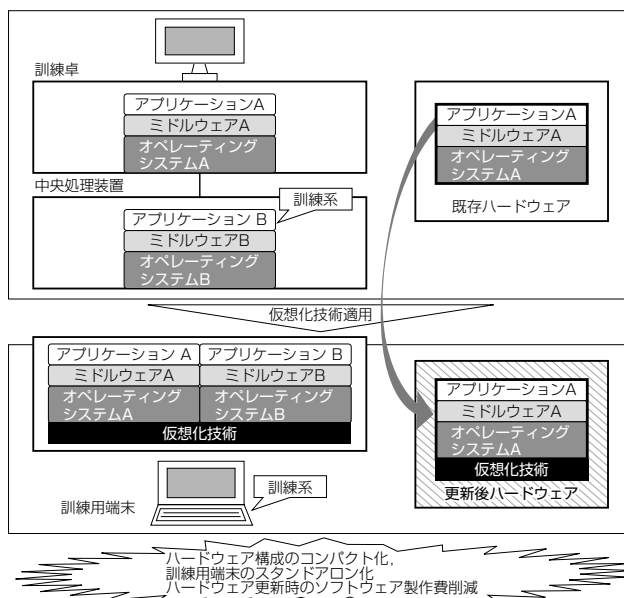 訓練卓
アプリケーションA
ミドルウェアA
オペレーティング
システムA
中央処理装置
訓練系
アプリケーション B
ミドルウェアB
オペレーティング
システムB
アプリケーションA
ミドルウェアA
オペレーティング
システムA
既存ハードウェア
仮想化技術適用
アプリケーション A
アプリケーション B
ミドルウェアA
ミドルウェアB
オペレーティング
システムA
オペレーティング
システムB
仮想化技術
訓練系
訓練用端末
アプリケーションA
ミドルウェアA
オペレーティング
システムA
仮想化技術
更新後ハードウェア
ハードウェア構成のコンパクト化,
訓練用端末のスタンドアロン化
ハードウェア更新時のソフトウェア製作費削減